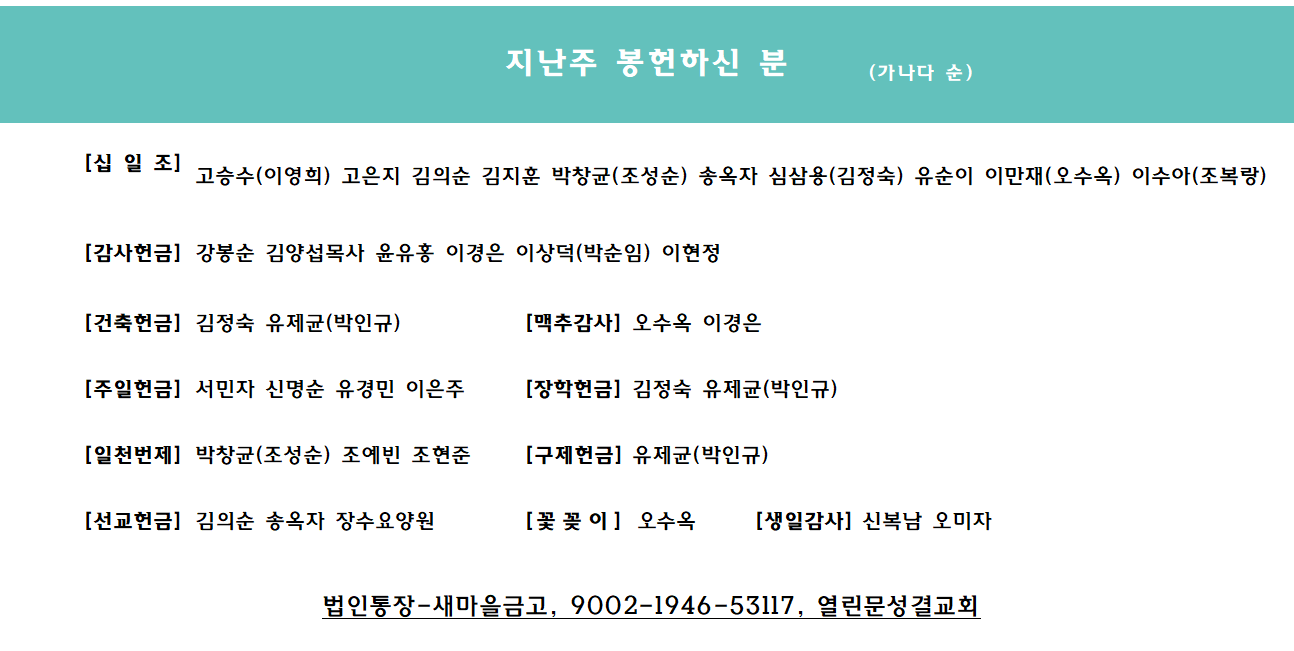 지난주 봉헌하신 분 (가나다 순)
[십 일 조] 고승수(이영희) 고은지 김의순 김지훈 박창균(조성순) 송옥자 심삼용(김정숙) 유순이 이만재(오수옥) 이수아(조복랑)
[감사헌금] 강봉순 김양섭목사 윤유홍 이경은 이상덕(박순임) 이현정
[건축헌금] 김정숙 유제균(박인규) [맥추감사] 오수옥 이경은
[주일헌금] 서민자 신명순 유경민 이은주 [장학헌금] 김정숙 유제균(박인규)
[일천번제] 박창균(조성순) 조예빈 조현준 [구제헌금] 유제균(박인규)
[선교헌금] 김의순 송옥자 장수요양원 [꽃 꽂 이] 오수옥 [생일감사] 신복남 오미자
법인통장-새마을금고, 9002-1946-53117, 열린문성결교회